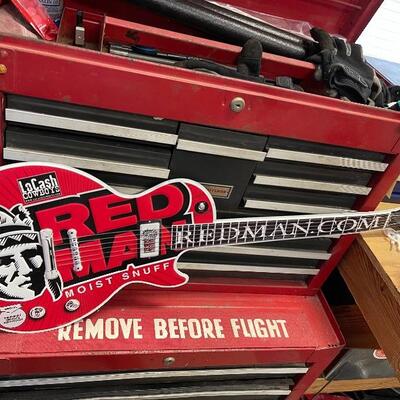 LaCash
COWBOYS
RED
MAN
MOIST SNUFF
REDMAN.COM
REMOVE BEFORE FLIGHT